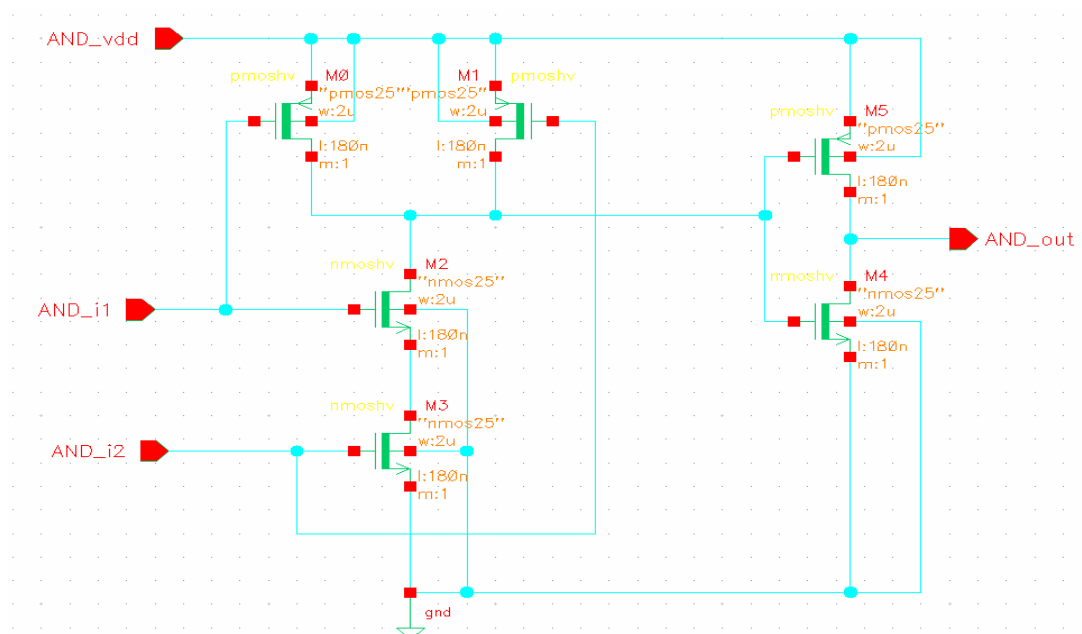 AND_vdd
pmoshv
M0
"pmos25"
w:2u
l:180n
m:1
M1
pmoshv
"pmos25"
w:2u
l:180n
m:1
pmoshv
M5
"pmos25"
w:2u
l:180n
m:1
AND_out
nmoshv
M2
"nmos25"
w:2u
l:180n
m:1
AND_i1
nmoshv
M4
"nmos25"
w:2u
l:180n
m:1
nmoshv
M3
"nmos25"
w:2u
l:180n
m:1
AND_i2
gnd